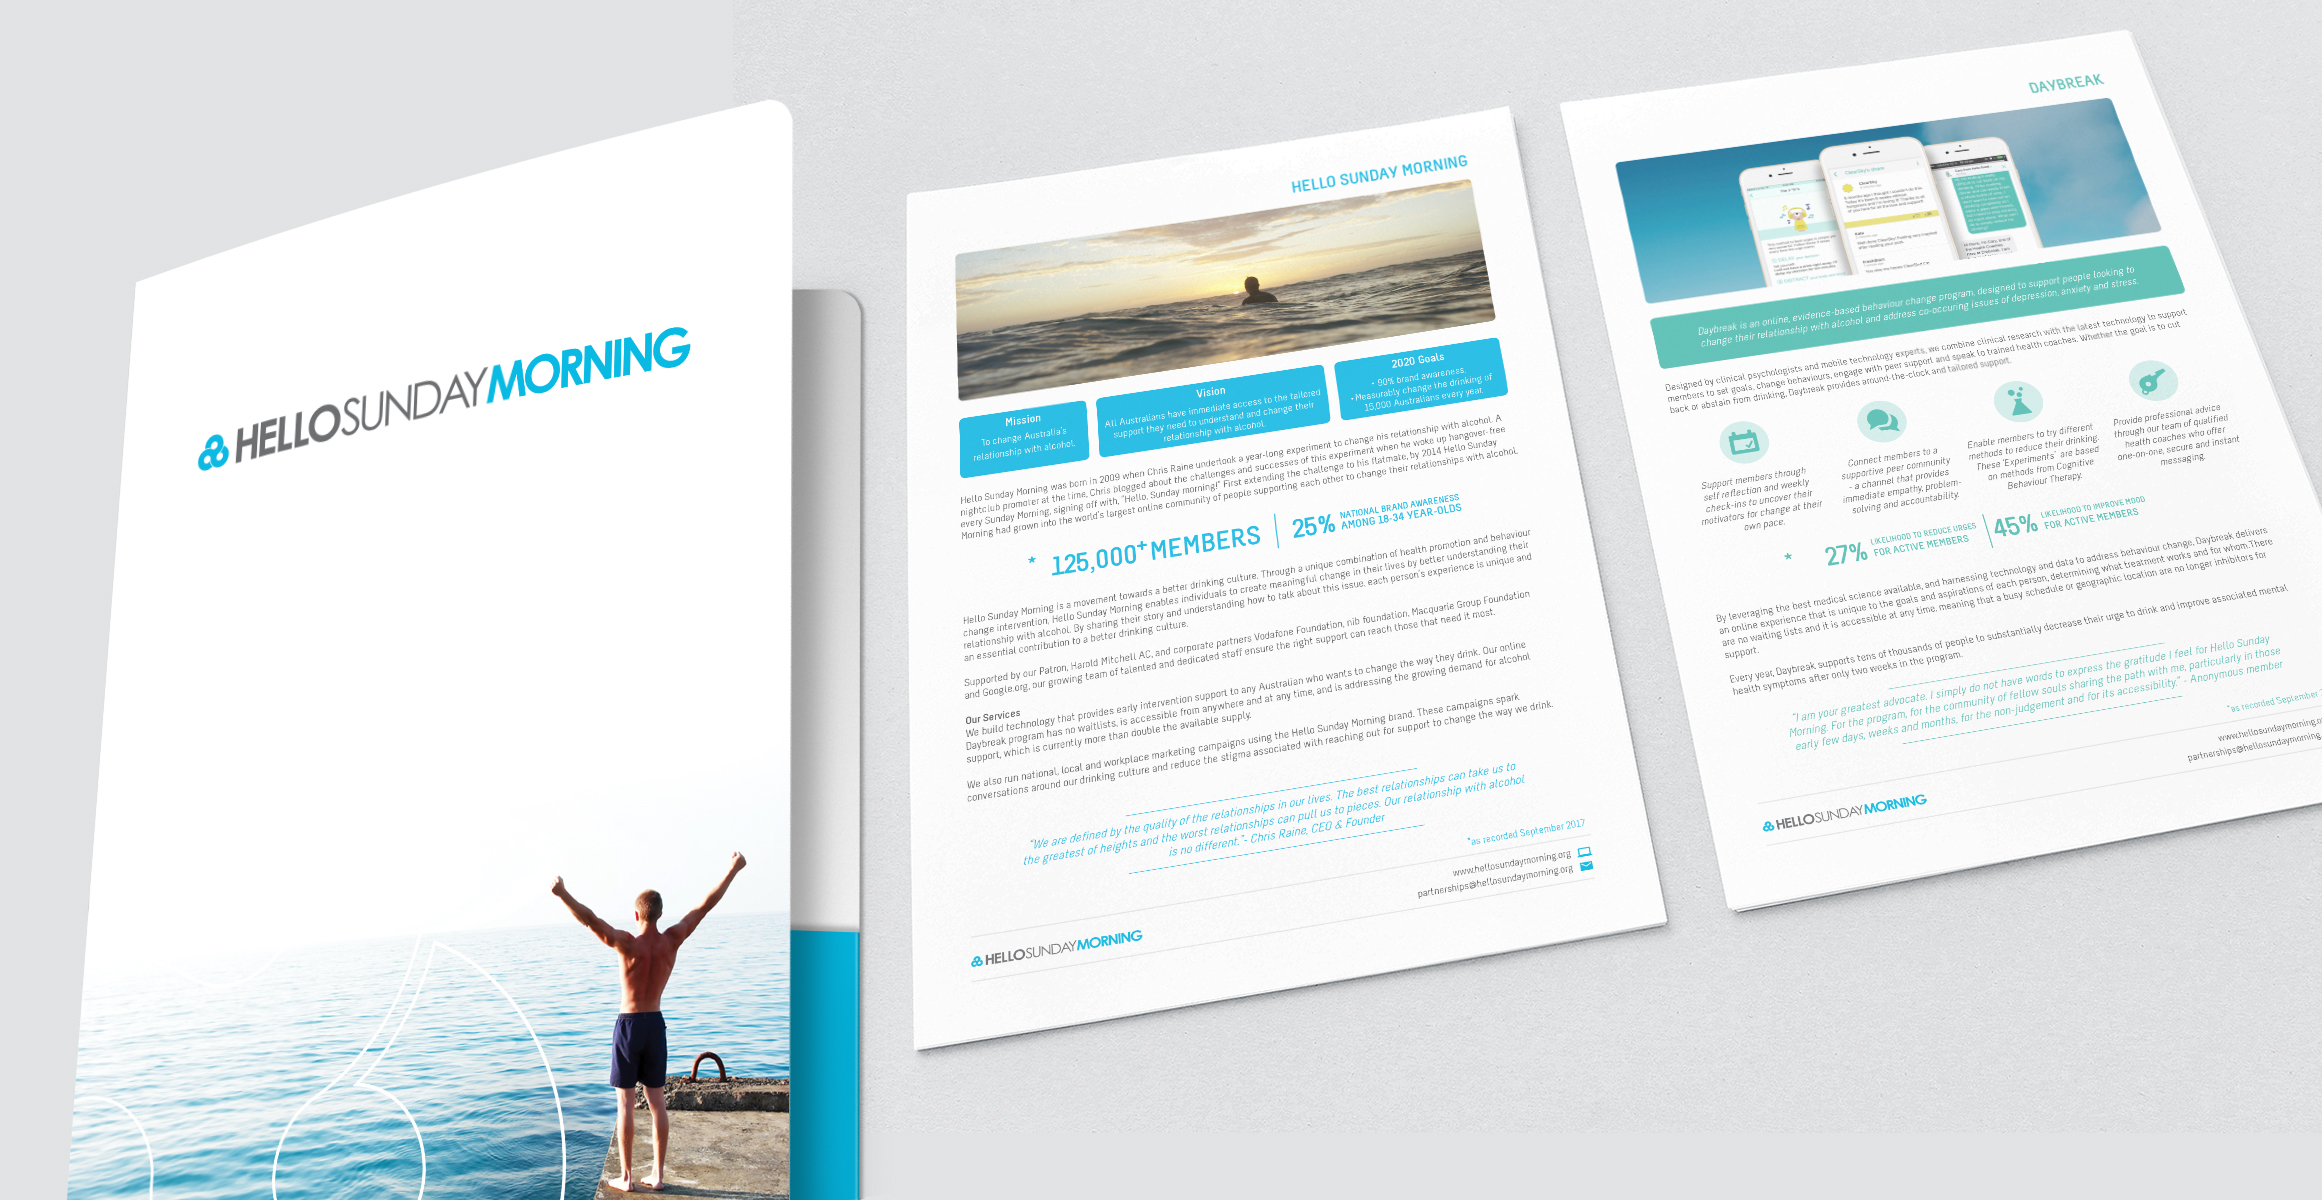 HELLOSUNDAYMORNING
HELLO SUNDAY MORNING
Mission
To change Australia's
relationship with alcohol.
Vision
All Australians have immediate access to the tailored
support they need to understand and change their
relationship with alcohol.
2020 Goals
• 90% brand awareness.
• Measurably change the drinking of
15,000 Australians every year.
Hello Sunday Morning was born in 2009 when Chris Raine undertook a year-long experiment to change his relationship with alcohol. A
nightclub promoter at the time, Chris blogged about the challenges and successes of this experiment when he woke up hangover-free
every Sunday Morning, signing off with, "Hello, Sunday morning!" First extending the challenge to his flatmate, by 2014 Hello Sunday
Morning had grown into the world's largest online community of people supporting each other to change their relationships with alcohol.
* 125,000+ MEMBERS
25% NATIONAL BRAND AWARENESS
AMONG 18-34 YEAR-OLDS
Hello Sunday Morning is a movement towards a better drinking culture. Through a unique combination of health promotion and behaviour
change intervention, Hello Sunday Morning enables individuals to create meaningful change in their lives by better understanding their
relationship with alcohol. By sharing their story and understanding how to talk about this issue, each person's experience is unique and
an essential contribution to a better drinking culture.
Supported by our Patron, Harold Mitchell AC, and corporate partners Vodafone Foundation, nib foundation, Macquarie Group Foundation
and Google.org, our growing team of talented and dedicated staff ensure the right support can reach those that need it most.
Our Services
We build technology that provides early intervention support to any Australian who wants to change the way they drink. Our online
Daybreak program has no waitlists, is accessible from anywhere and at any time, and is addressing the growing demand for alcohol
support, which is currently more than double the available supply.
We also run national, local and workplace marketing campaigns using the Hello Sunday Morning brand. These campaigns spark
conversations around our drinking culture and reduce the stigma associated with reaching out for support to change the way we drink.
"We are defined by the quality of the relationships in our lives. The best relationships can take us to
the greatest of heights and the worst relationships can pull us to pieces. Our relationship with alcohol
is no different."- Chris Raine, CEO & Founder
*as recorded September 2017
www.hellosundaymorning.org
partnerships@hellosundaymorning.org
HELLOSUNDAYMORNING
DAYBREAK
Daybreak is an online, evidence-based behaviour change program, designed to support people looking to
change their relationship with alcohol and address co-occuring issues of depression, anxiety and stress.
Designed by clinical psychologists and mobile technology experts, we combine clinical research with the latest technology to support
members to set goals, change behaviours, engage with peer support and speak to trained health coaches. Whether the goal is to cut
back or abstain from drinking, Daybreak provides around-the-clock and tailored support.
Support members through
self reflection and weekly
check-ins to uncover their
motivators for change at their
own pace.
Connect members to a
supportive peer community
- a channel that provides
immediate empathy, problem-
solving and accountability.
Enable members to try different
methods to reduce their drinking.
These 'Experiments' are based
on methods from Cognitive
Behaviour Therapy.
Provide professional advice
through our team of qualified
health coaches who offer
one-on-one, secure and instant
messaging.
* 27% LIKELIHOOD TO REDUCE URGES
FOR ACTIVE MEMBERS
45% LIKELIHOOD TO IMPROVE MOOD
FOR ACTIVE MEMBERS
By leveraging the best medical science available, and harnessing technology and data to address behaviour change, Daybreak delivers
an online experience that is unique to the goals and aspirations of each person, determining what treatment works and for whom.There
are no waiting lists and it is accessible at any time, meaning that a busy schedule or geographic location are no longer inhibitors for
support.
Every year, Daybreak supports tens of thousands of people to substantially decrease their urge to drink and improve associated mental
health symptoms after only two weeks in the program.
"I am your greatest advocate. I simply do not have words to express the gratitude I feel for Hello Sunday
Morning. For the program, for the community of fellow souls sharing the path with me, particularly in those
early few days, weeks and months, for the non-judgement and for its accessibility." - Anonymous member
*as recorded September
www.hellosundaymorning.o
partnerships@hellosundaymorning.
HELLOSUNDAYMORNING